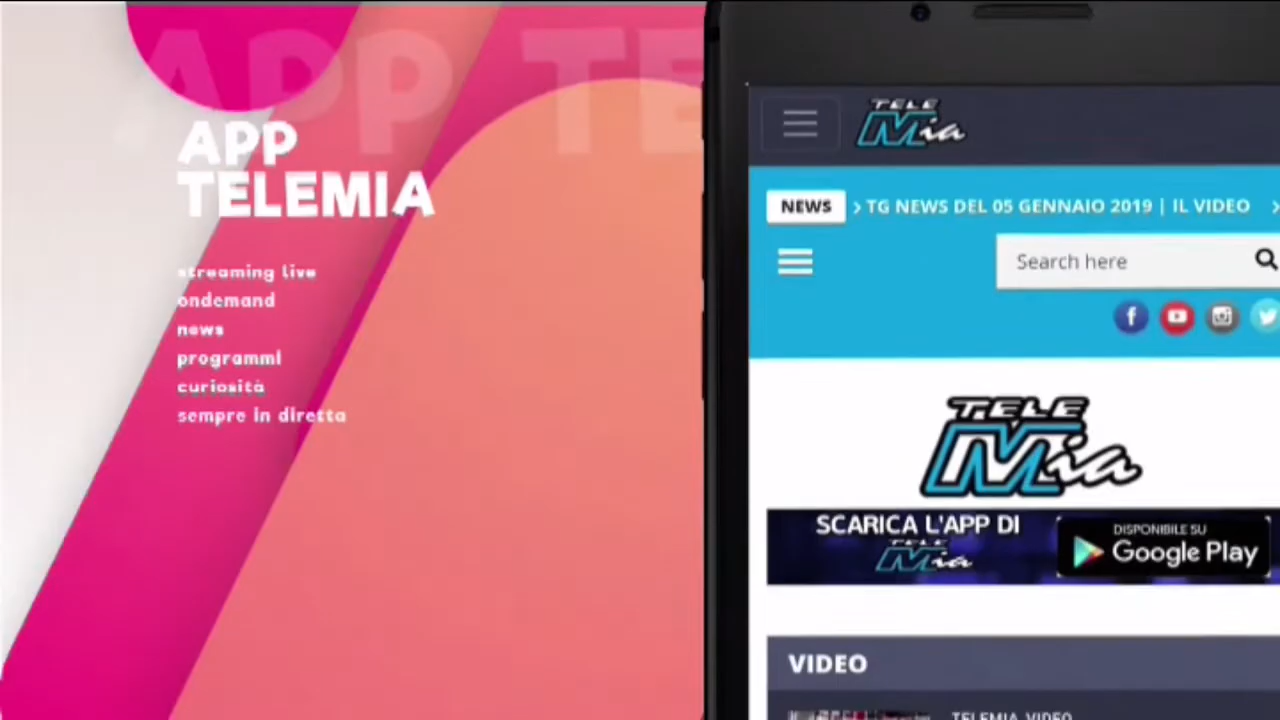 APP TE
APP
TELEMIA
streaming live
ondemand
news
programmi
curiosità
sempre in diretta
TELE
Mia
NEWS
TG NEWS DEL 05 GENNAIO 2019 | IL VIDEO
Search here
TELE
Mia
SCARICA L'APP DI
TELE
Mia
DISPONIBILE SU
Google Play
VIDEO
TELEMIA VIDEO